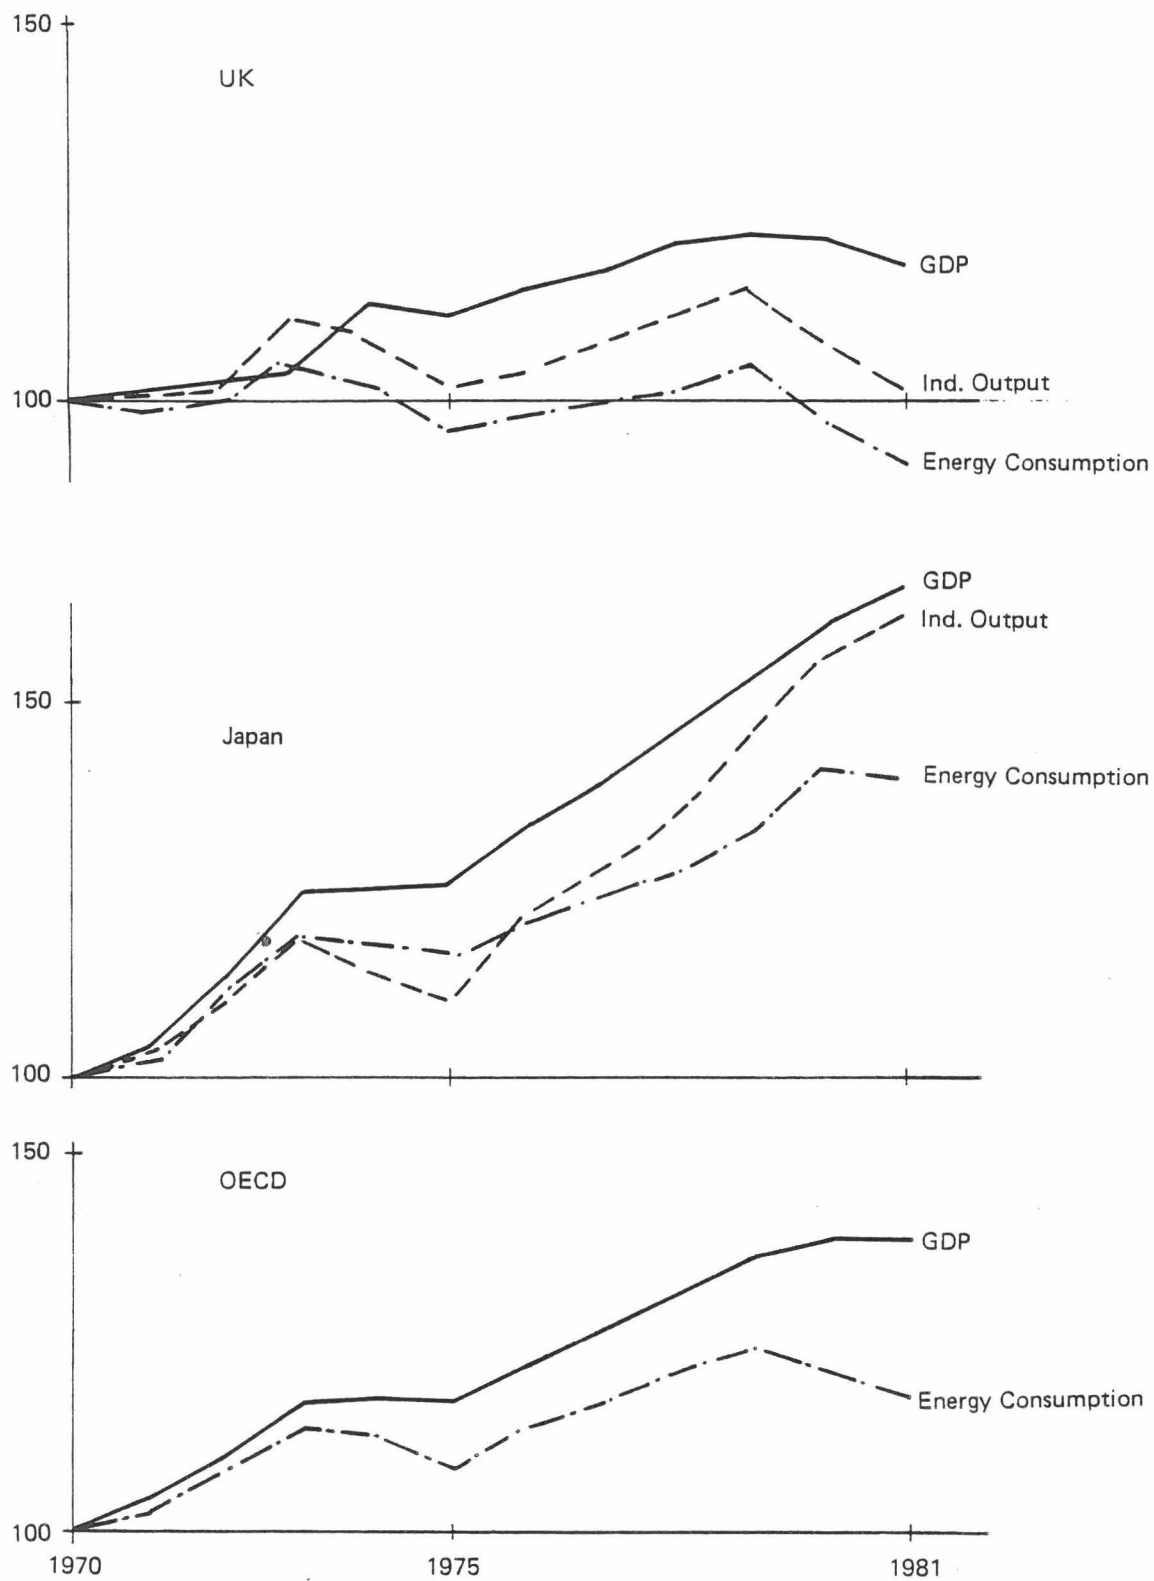 150
UK
GDP
Ind. Output
100
Energy Consumption
GDP
Ind. Output
150
Japan
Energy Consumption
100
150
OECD
GDP
Energy Consumption
100
1970 1975 1981